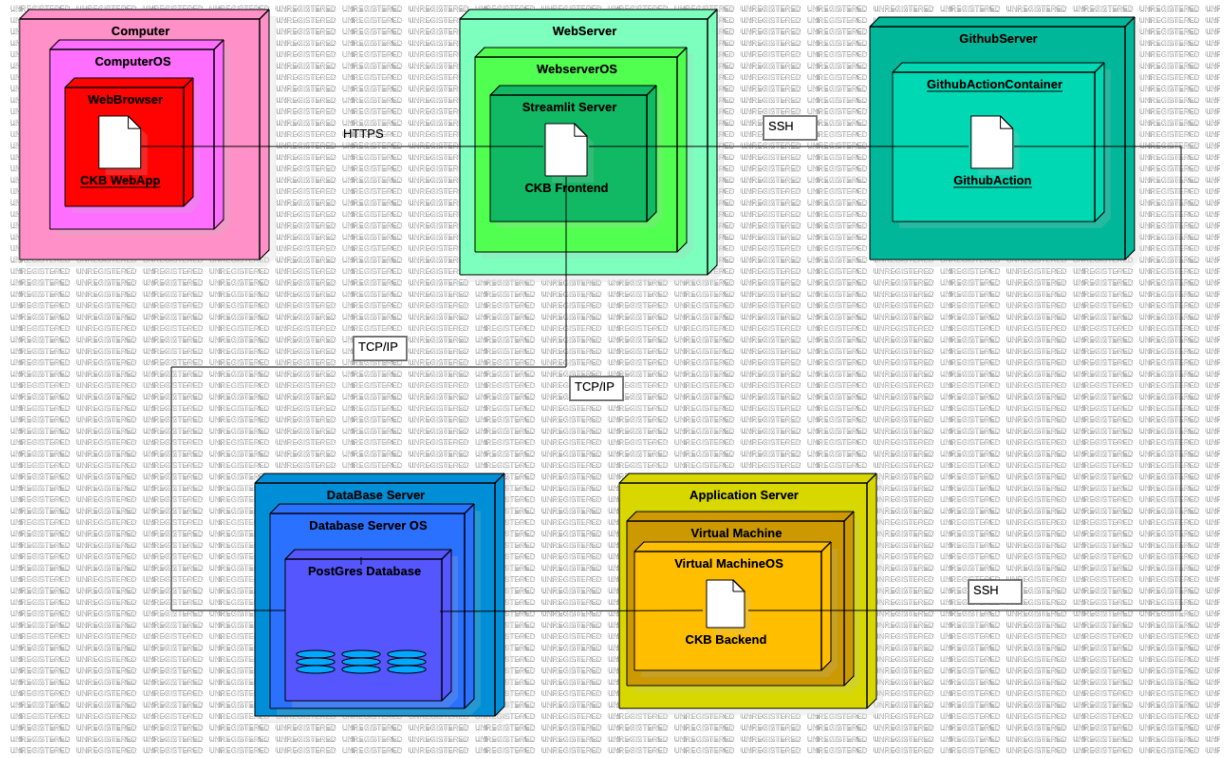 Computer
WebServer
GithubServer
ComputerOS
WebserverOS
GithubActionContainer
WebBrowser
Streamlit Server
HTTPS
SSH
CKB WebApp
CKB Frontend
GithubAction
TCP/IP
TCP/IP
DataBase Server
Application Server
Database Server OS
Virtual Machine
PostGres Database
Virtual MachineOS
SSH
CKB Backend
UNREGISTERED